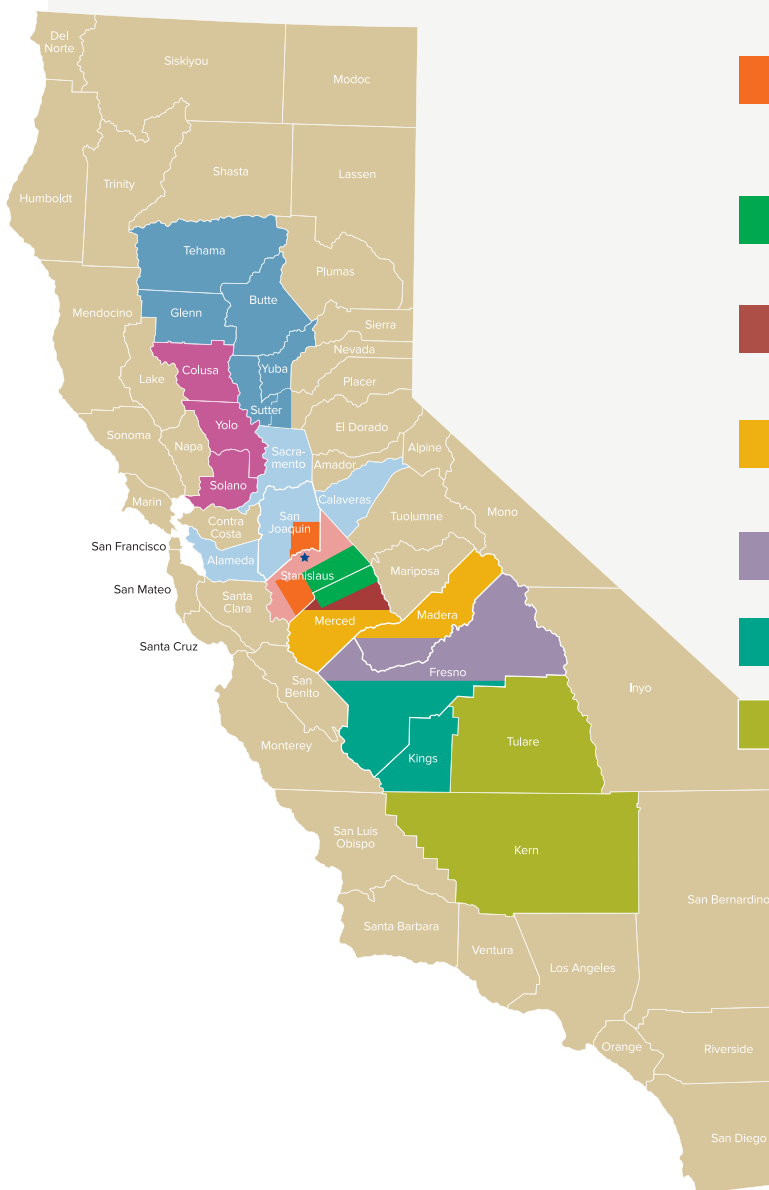 Del
Norte
Siskiyou
Modoc
Humboldt
Trinity
Shasta
Lassen
Tehama
Plumas
Butte
Glenn
Mendocino
Sierra
Nevada
Colusa
Yuba
Lake
Placer
Sutter
Yolo
El Dorado
Sonoma
Napa
Sacra-
mento
Alpine
Amador
Solano
Marin
Calaveras
Mono
San
Joaquin
Tuolumne
Contra
Costa
San Francisco
Alameda
Stanislaus
Mariposa
San Mateo
Santa
Clara
Merced
Madera
Santa Cruz
Fresno
San
Benito
Inyo
Monterey
Tulare
Kings
San Luis
Obispo
Kern
San Bernardino
Santa Barbara
Ventura
Los Angeles
Orange
Riverside
San Diego